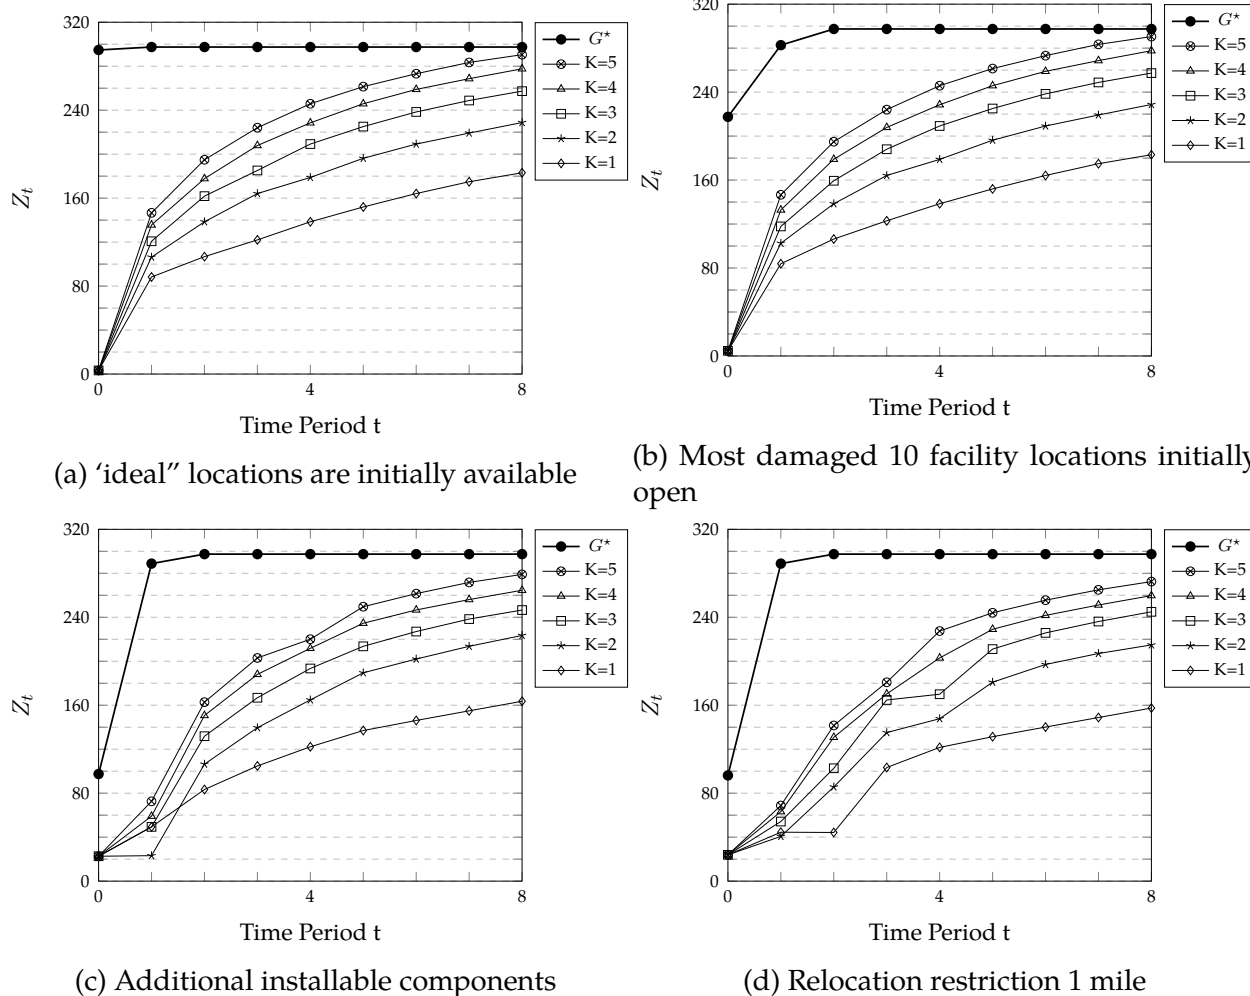 320
240
160
80
0
Z_t
0 4 8
Time Period t
G⋆
K=5
K=4
K=3
K=2
K=1
(a) ‘ideal” locations are initially available
320
240
160
80
0
Z_t
0 4 8
Time Period t
G⋆
K=5
K=4
K=3
K=2
K=1
(b) Most damaged 10 facility locations initially
open
320
240
160
80
0
Z_t
0 4 8
Time Period t
G⋆
K=5
K=4
K=3
K=2
K=1
(c) Additional installable components
320
240
160
80
0
Z_t
0 4 8
Time Period t
G⋆
K=5
K=4
K=3
K=2
K=1
(d) Relocation restriction 1 mile